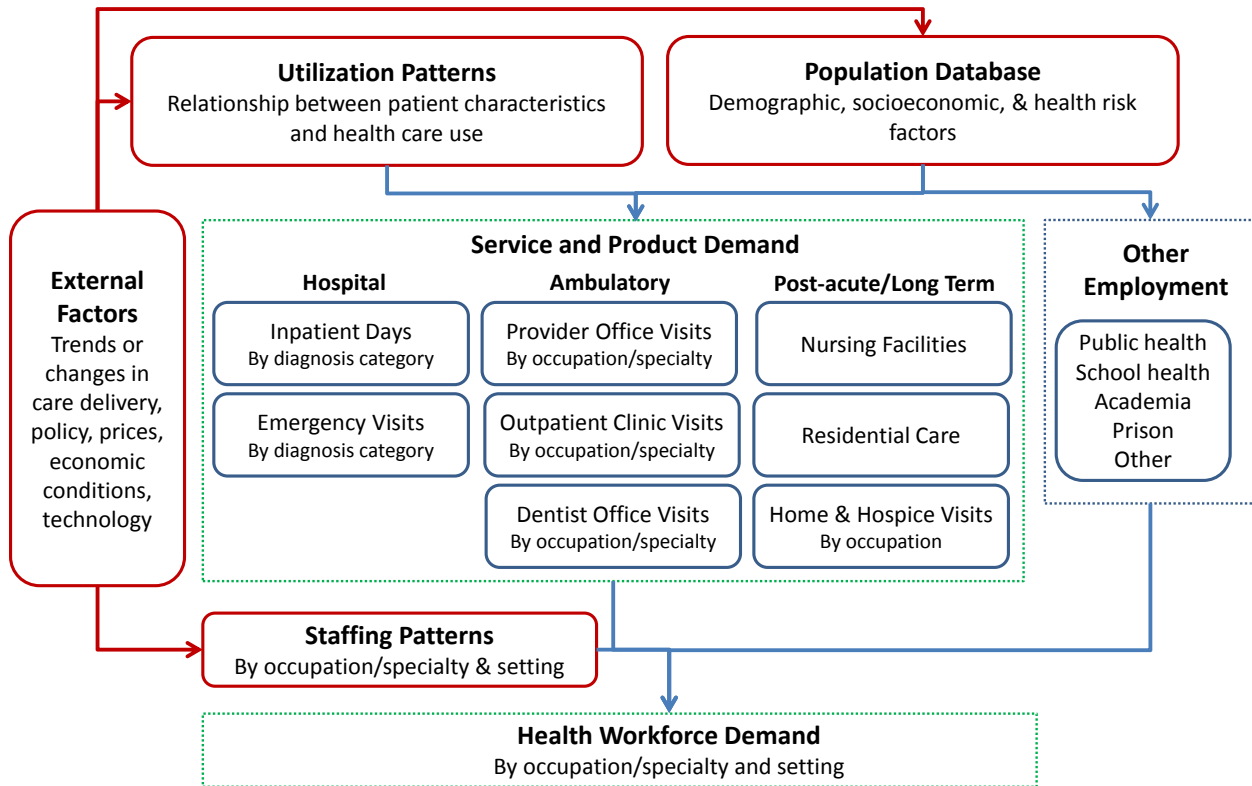 Utilization Patterns
Relationship between patient characteristics
and health care use
Population Database
Demographic, socioeconomic, & health risk
factors
External
Factors
Trends or
changes in
care delivery,
policy, prices,
economic
conditions,
technology
Service and Product Demand
Hospital
Inpatient Days
By diagnosis category
Emergency Visits
By diagnosis category
Ambulatory
Provider Office Visits
By occupation/specialty
Outpatient Clinic Visits
By occupation/specialty
Dentist Office Visits
By occupation/specialty
Post-acute/Long Term
Nursing Facilities
Residential Care
Home & Hospice Visits
By occupation
Other
Employment
Public health
School health
Academia
Prison
Other
Staffing Patterns
By occupation/specialty & setting
Health Workforce Demand
By occupation/specialty and setting